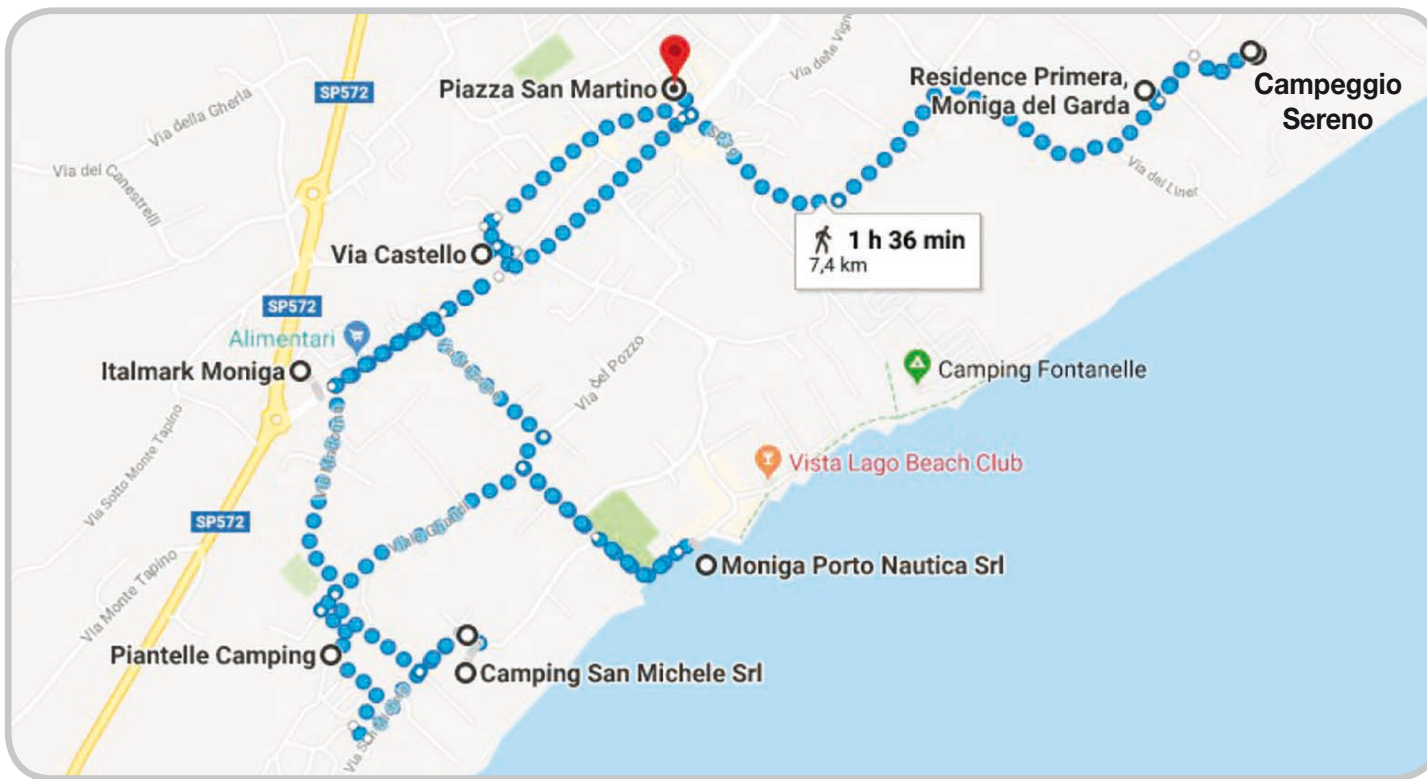 Via delle Vigne
Piazza San Martino
SP572
Residence Primera,
Moniga del Garda
Campeggio
Sereno
Via della Gherla
Via del Canestrelli
Via del Liner
Via Castello
1 h 36 min
7,4 km
SP572
Alimentari
Italmark Moniga
Via del Pozzo
Camping Fontanelle
Via Sotto Monte Tapino
Vista Lago Beach Club
SP572
Moniga Porto Nautica Srl
Via Monte Tapino
Piantelle Camping
Camping San Michele Srl